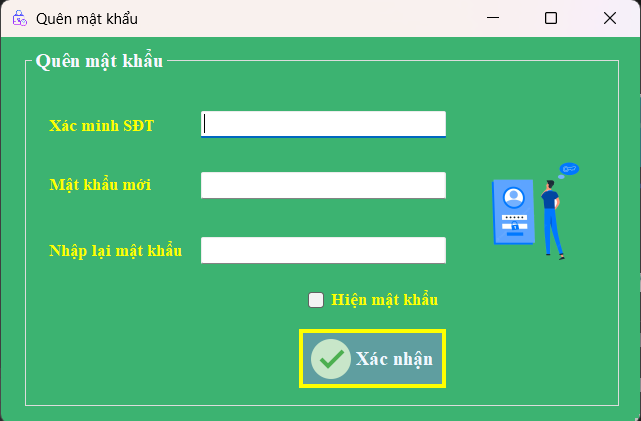 Quên mật khẩu
Quên mật khẩu
Xác minh SĐT
Mật khẩu mới
Nhập lại mật khẩu
Hiện mật khẩu
Xác nhận